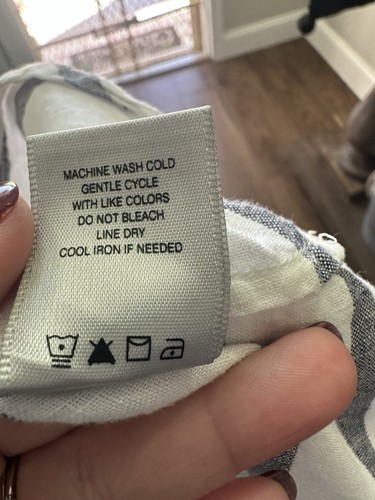 MACHINE WASH COLD
GENTLE CYCLE
WITH LIKE COLORS
DO NOT BLEACH
LINE DRY
COOL IRON IF NEEDED